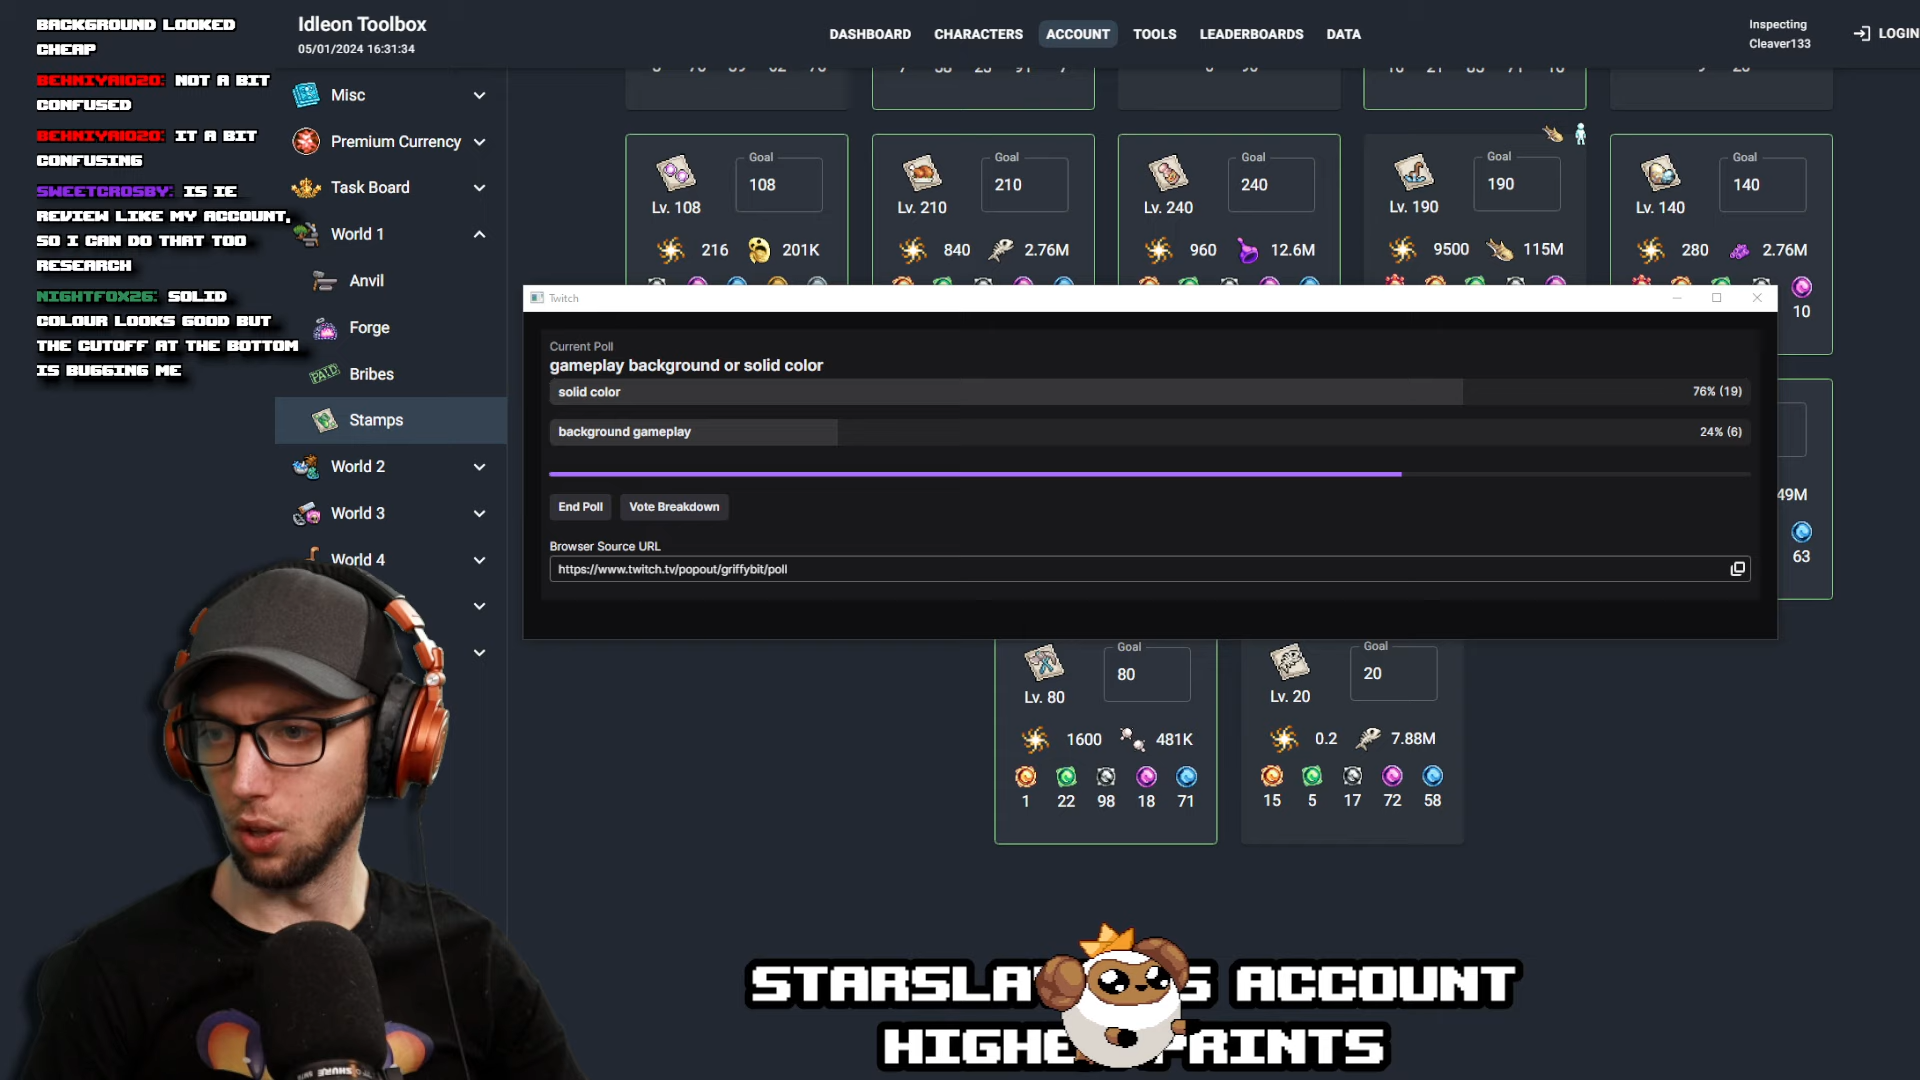 BACKGROUND LOOKED
CHEAP
BEHNIYAI020: NOT A BIT
CONFUSED
BEHNIYAI020: IT A BIT
CONFUSING
SWEETCROSBY: IS IE
REVIEW LIKE MY ACCOUNT,
SO I CAN DO THAT TOO
RESEARCH
NIGHTFOX26: SOLID
COLOUR LOOKS GOOD BUT
THE CUTOFF AT THE BOTTOM
IS BUGGING ME
Idleon Toolbox
05/01/2024 16:31:34
DASHBOARD CHARACTERS ACCOUNT TOOLS LEADERBOARDS DATA
Inspecting
Cleaver133
LOGIN
Misc
Premium Currency
Task Board
World 1
Anvil
Forge
Bribes
PAID
Stamps
World 2
World 3
World 4
Goal
108
Lv. 108
216 201K
Goal
210
Lv. 210
840 2.76M
Goal
240
Lv. 240
960 12.6M
Goal
190
Lv. 190
9500 115M
Goal
140
Lv. 140
280 2.76M
10
Twitch
Current Poll
gameplay background or solid color
solid color 76% (19)
background gameplay 24% (6)
End Poll Vote Breakdown
Browser Source URL
https://www.twitch.tv/popout/griffybit/poll
49M
63
Goal
80
Lv. 80
1600 481K
1 22 98 18 71
Goal
20
Lv. 20
0.2 7.88M
15 5 17 72 58
STARSLA S ACCOUNT
HIGHE PRINTS
SHURE